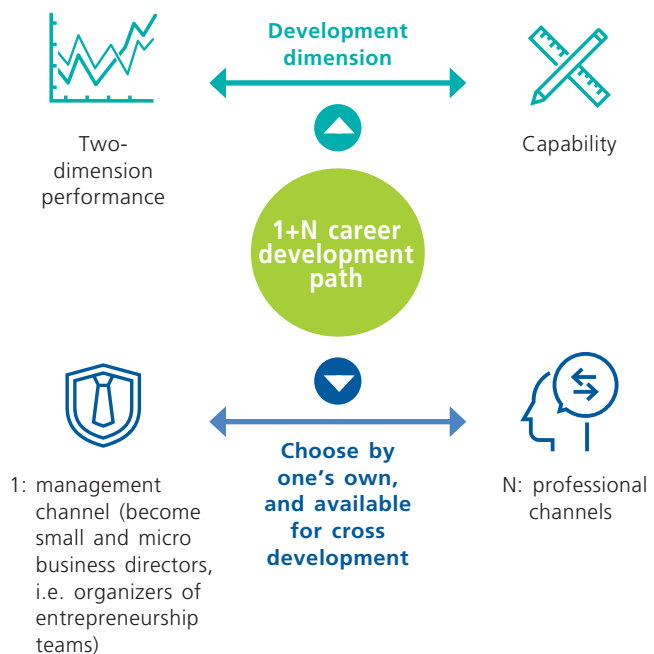 Development
dimension
Two-
dimension
performance
Capability
1+N career
development
path
1: management
channel (become
small and micro
business directors,
i.e. organizers of
entrepreneurship
teams)
Choose by
one's own,
and available
for cross
development
N: professional
channels